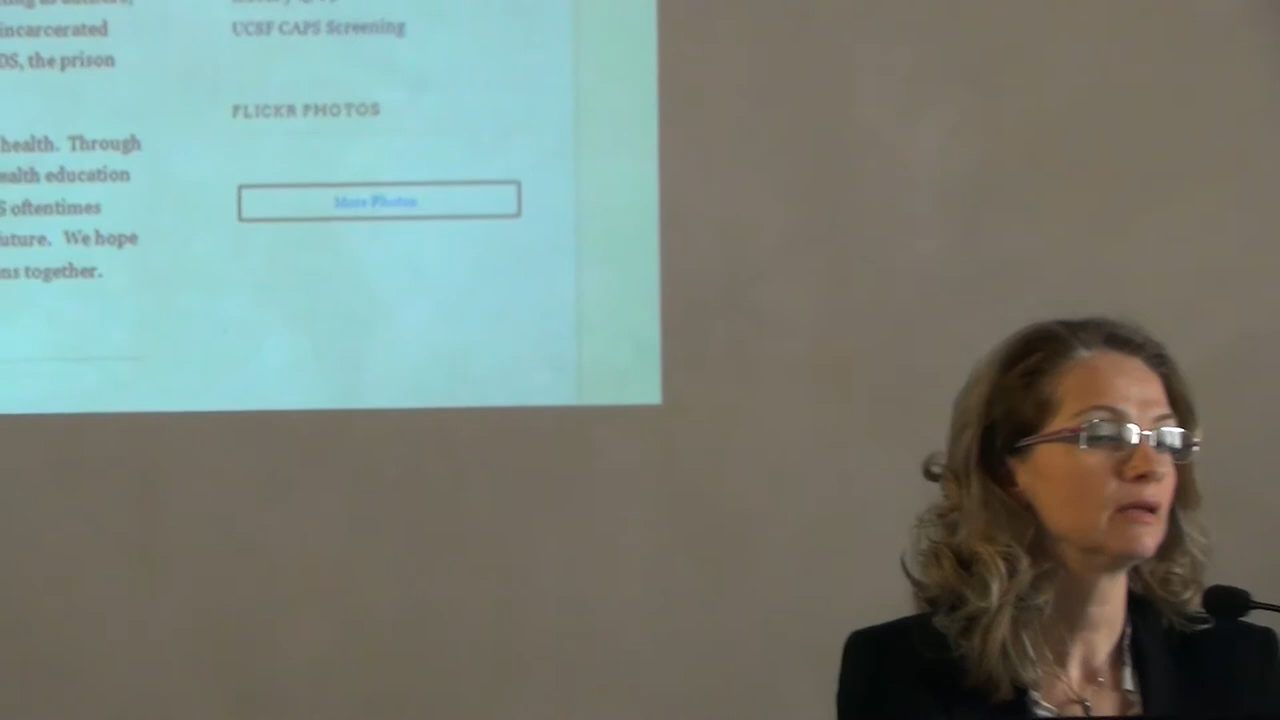 incarcerated
DS, the prison
health. Through
ealth education
S oftentimes
uture. We hope
ns together.
UCSF CAPS Screening
FLICKR PHOTOS
More Photos